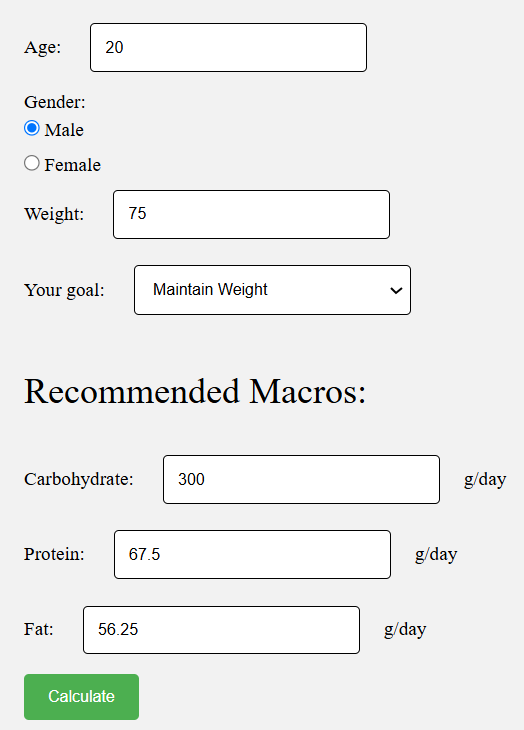 Age: 20
Gender:
Male
Female
Weight: 75
Your goal: Maintain Weight
Recommended Macros:
Carbohydrate: 300 g/day
Protein: 67.5 g/day
Fat: 56.25 g/day
Calculate